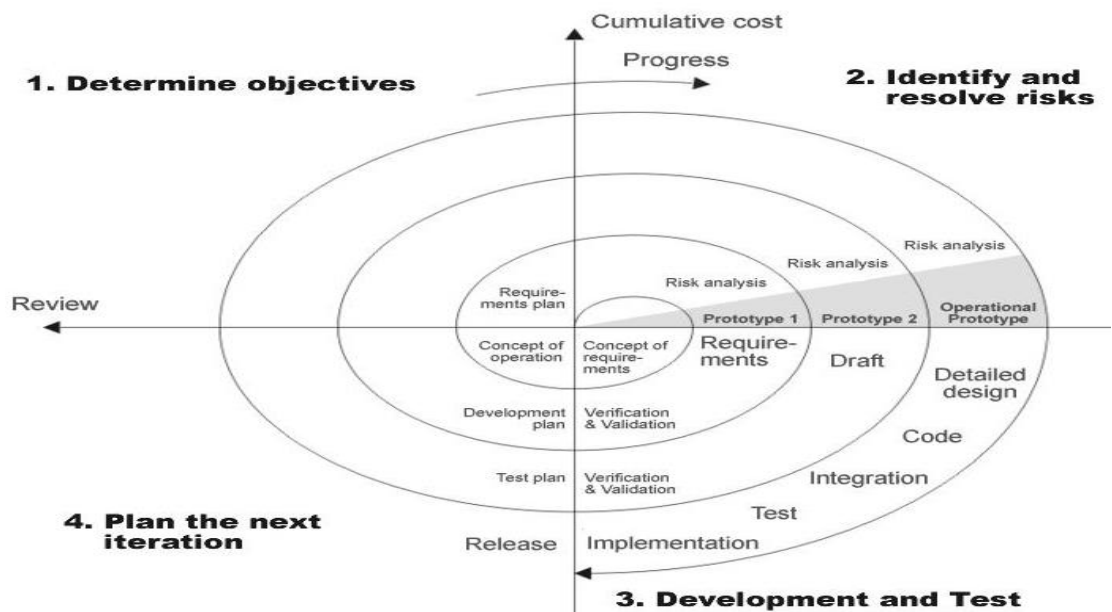 Cumulative cost
Progress
1. Determine objectives
2. Identify and
resolve risks
Risk analysis
Risk analysis
Risk analysis
Require-
ments plan
Review
Prototype 1
Prototype 2
Operational
Prototype
Concept of
operation
Concept of
require-
ments
Require-
ments
Draft
Detailed
design
Development
plan
Verification
& Validation
Code
Test plan
Verification
& Validation
Integration
Test
4. Plan the next
iteration
Release
Implementation
3. Development and Test